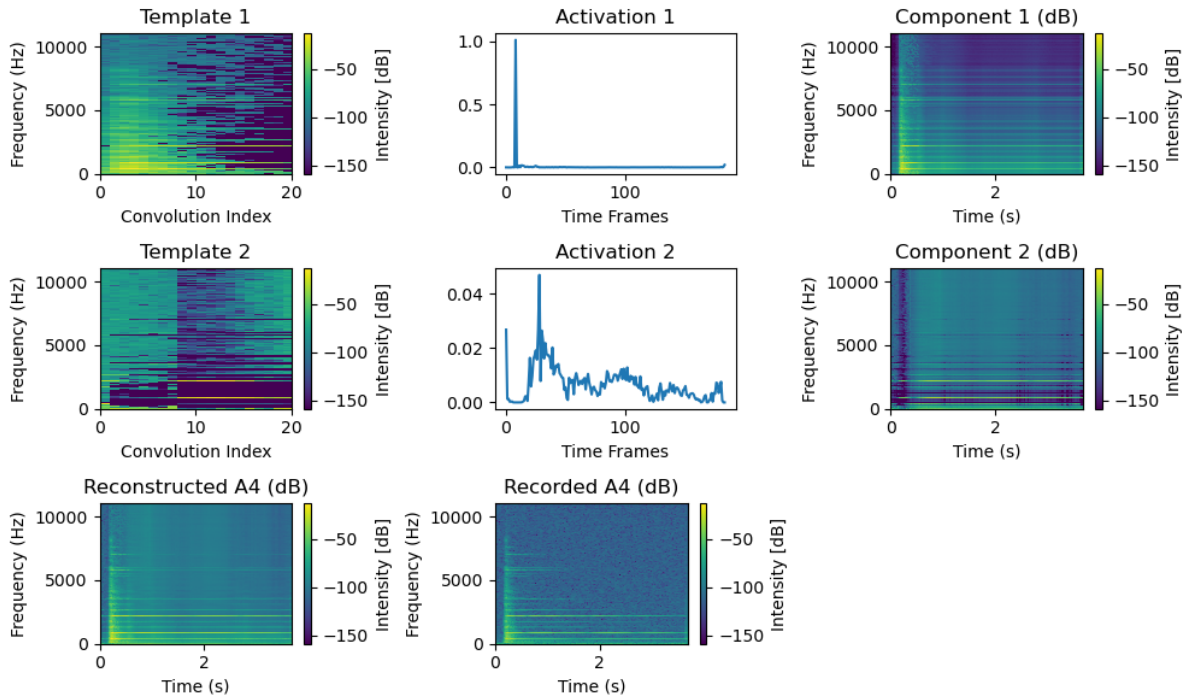 Template 1
Activation 1
Component 1 (dB)
Frequency (Hz)
10000
5000
0
0
10
20
Convolution Index
−50
−100
−150
Intensity [dB]
1.0
0.5
0.0
0
100
Time Frames
Frequency (Hz)
10000
5000
0
0
2
Time (s)
−50
−100
−150
Intensity [dB]
Template 2
Activation 2
Component 2 (dB)
Frequency (Hz)
10000
5000
0
0
10
20
Convolution Index
−50
−100
−150
Intensity [dB]
0.04
0.02
0.00
0
100
Time Frames
Frequency (Hz)
10000
5000
0
0
2
Time (s)
−50
−100
−150
Intensity [dB]
Reconstructed A4 (dB)
Recorded A4 (dB)
Frequency (Hz)
10000
5000
0
0
2
Time (s)
−50
−100
−150
Intensity [dB]
Frequency (Hz)
10000
5000
0
0
2
Time (s)
−50
−100
−150
Intensity [dB]